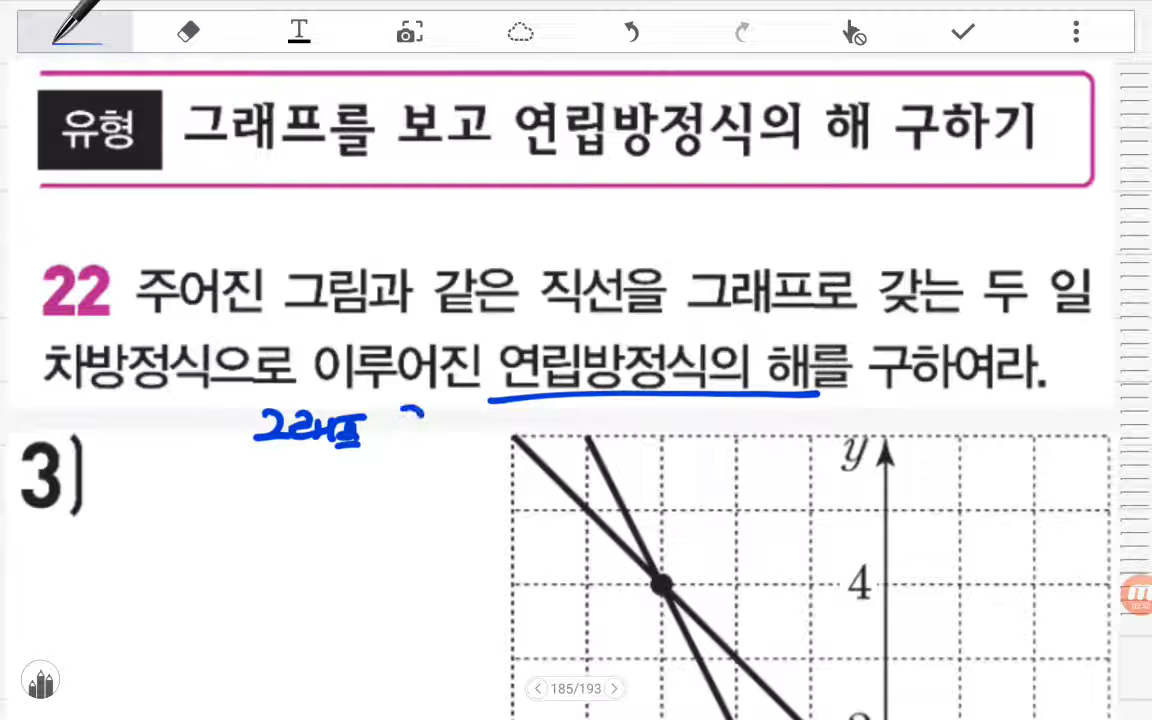 T
유형 그래프를 보고 연립방정식의 해 구하기
22 주어진 그림과 같은 직선을 그래프로 갖는 두 일
차방정식으로 이루어진 연립방정식의 해를 구하여라.
그래프
3)
y
4
185/193